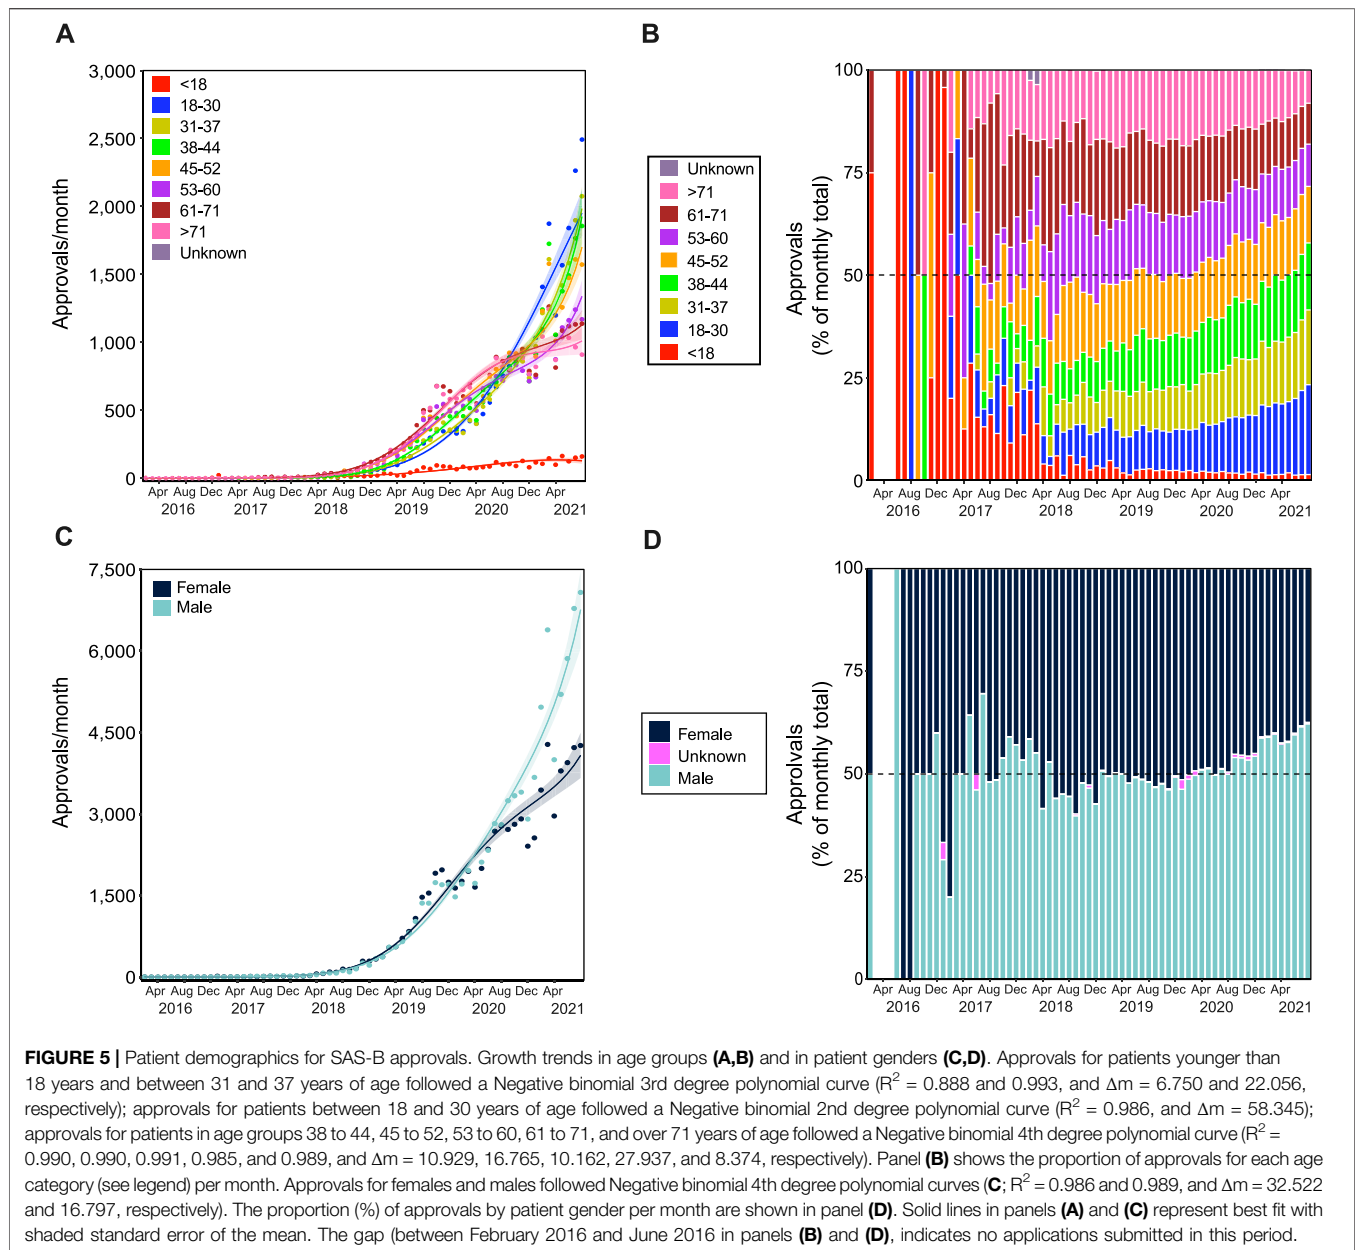 A
3,000
2,500
2,000
1,500
1,000
500
0
Approvals/month
<18
18-30
31-37
38-44
45-52
53-60
61-71
>71
Unknown
Apr Aug Dec Apr Aug Dec Apr Aug Dec Apr Aug Dec Apr Aug Dec Apr
2016 2017 2018 2019 2020 2021
B
Unknown
>71
61-71
53-60
45-52
38-44
31-37
18-30
<18
Approvals
(% of monthly total)
100
75
50
25
0
Apr Aug Dec Apr Aug Dec Apr Aug Dec Apr Aug Dec Apr Aug Dec Apr
2016 2017 2018 2019 2020 2021
C
7,500
6,000
4,500
3,000
1,500
0
Approvals/month
Female
Male
Apr Aug Dec Apr Aug Dec Apr Aug Dec Apr Aug Dec Apr Aug Dec Apr
2016 2017 2018 2019 2020 2021
D
Female
Unknown
Male
Approlvals
(% of monthly total)
100
75
50
25
0
Apr Aug Dec Apr Aug Dec Apr Aug Dec Apr Aug Dec Apr Aug Dec Apr
2016 2017 2018 2019 2020 2021
FIGURE 5 | Patient demographics for SAS-B approvals. Growth trends in age groups (A,B) and in patient genders (C,D). Approvals for patients younger than
18 years and between 31 and 37 years of age followed a Negative binomial 3rd degree polynomial curve (R² = 0.888 and 0.993, and Δm = 6.750 and 22.056,
respectively); approvals for patients between 18 and 30 years of age followed a Negative binomial 2nd degree polynomial curve (R² = 0.986, and Δm = 58.345);
approvals for patients in age groups 38 to 44, 45 to 52, 53 to 60, 61 to 71, and over 71 years of age followed a Negative binomial 4th degree polynomial curve (R² =
0.990, 0.990, 0.991, 0.985, and 0.989, and Δm = 10.929, 16.765, 10.162, 27.937, and 8.374, respectively). Panel (B) shows the proportion of approvals for each age
category (see legend) per month. Approvals for females and males followed Negative binomial 4th degree polynomial curves (C; R² = 0.986 and 0.989, and Δm = 32.522
and 16.797, respectively). The proportion (%) of approvals by patient gender per month are shown in panel (D). Solid lines in panels (A) and (C) represent best fit with
shaded standard error of the mean. The gap (between February 2016 and June 2016 in panels (B) and (D), indicates no applications submitted in this period.